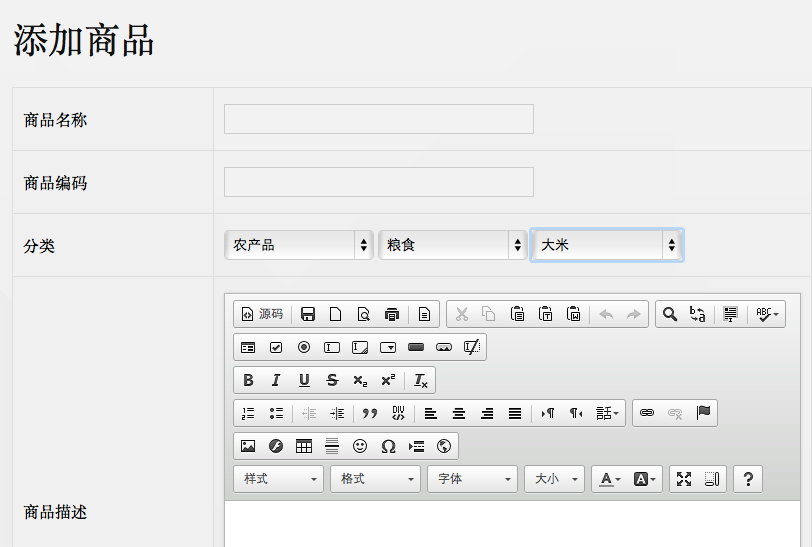 添加商品
商品名称
商品编码
分类
农产品 粮食 大米
源码
样式 格式 字体 大小
商品描述